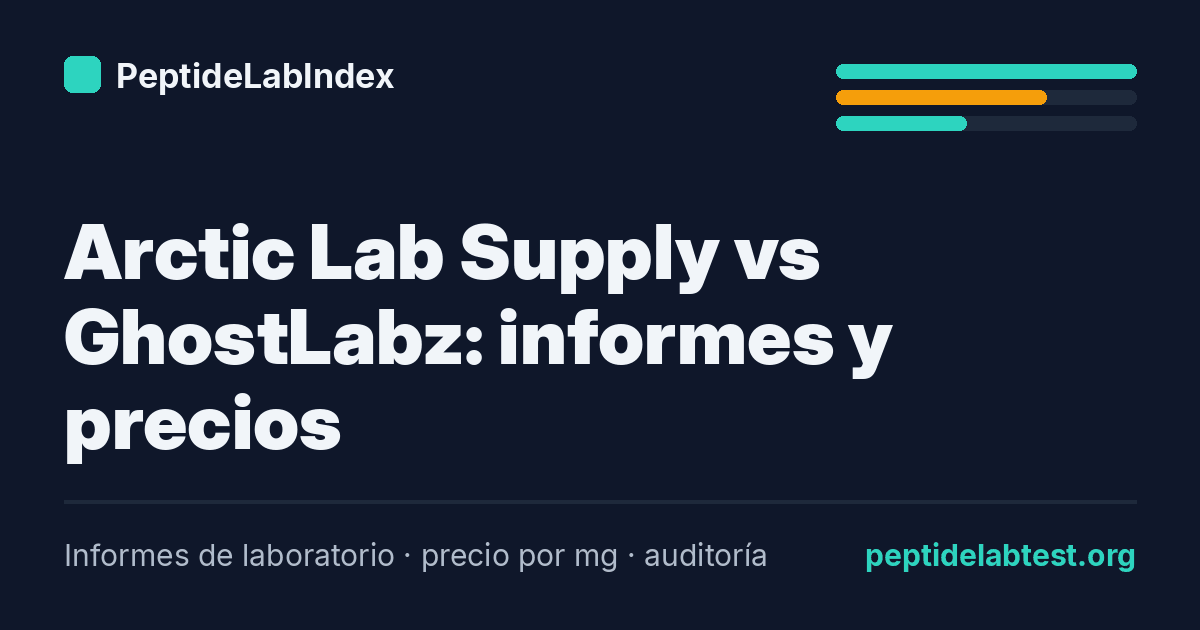 PeptideLabIndex
Arctic Lab Supply vs
GhostLabz: informes y
precios
Informes de laboratorio · precio por mg · auditoría
peptidelabtest.org